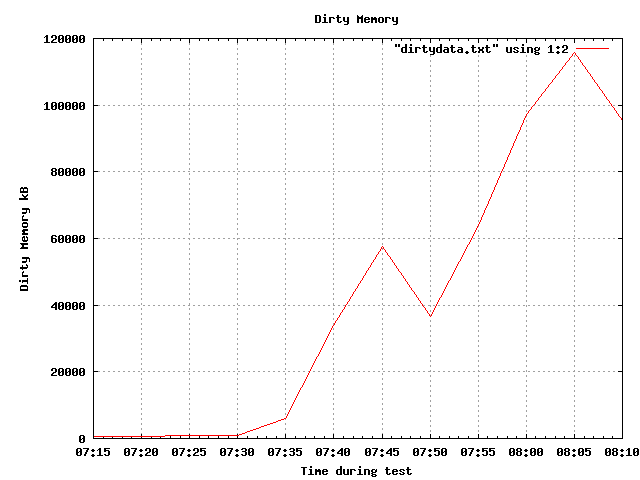 Dirty Memory
"dirtydata.txt" using 1:2
120000
100000
80000
60000
40000
20000
0
Dirty Memory kB
07:15 07:20 07:25 07:30 07:35 07:40 07:45 07:50 07:55 08:00 08:05 08:10
Time during test